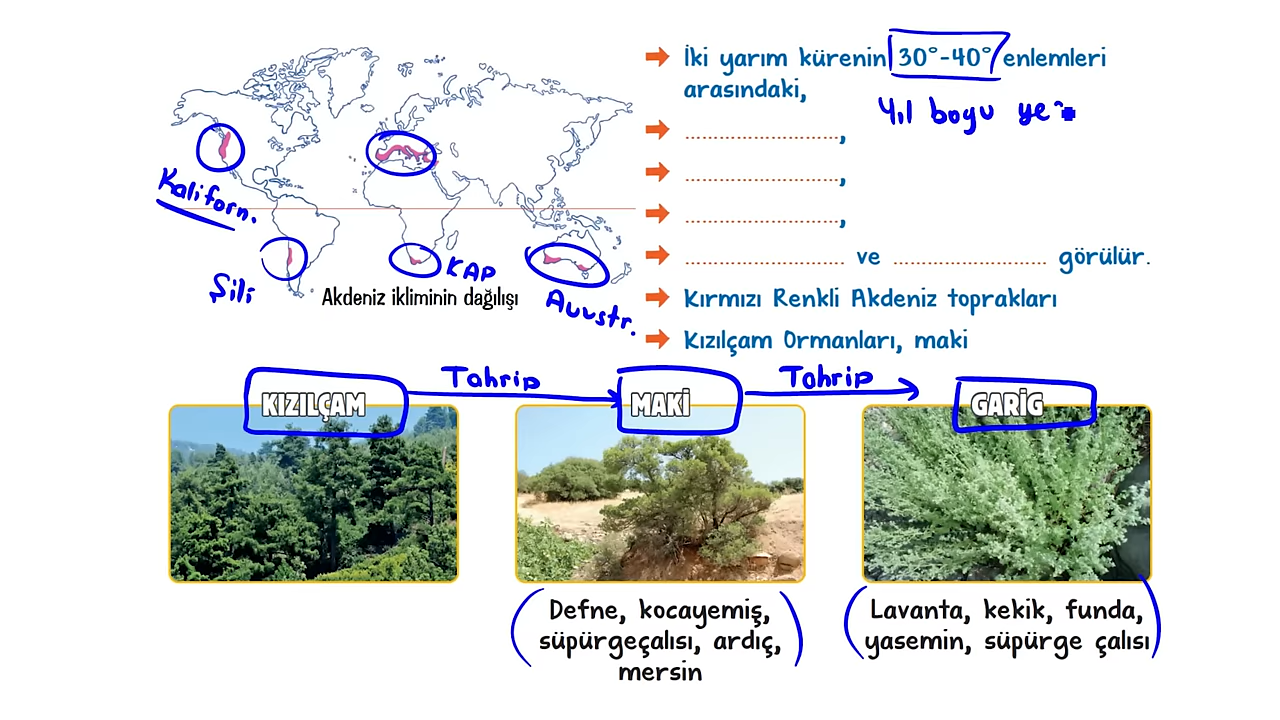 İki yarım kürenin 30°-40° enlemleri
arasındaki,
Yıl boyu ye
....................................,
....................................,
....................................,
.................................... ve .................................... görülür.
Kırmızı Renkli Akdeniz toprakları
Kızılçam Ormanları, maki
Kaliforn.
Şili
KAP
Avustr.
Akdeniz ikliminin dağılışı
Tahrip
Tahrip
KIZILÇAM
MAKİ
GARİG
Defne, kocayemiş,
süpürgeçalısı, ardıç,
mersin
Lavanta, kekik, funda,
yasemin, süpürge çalısı